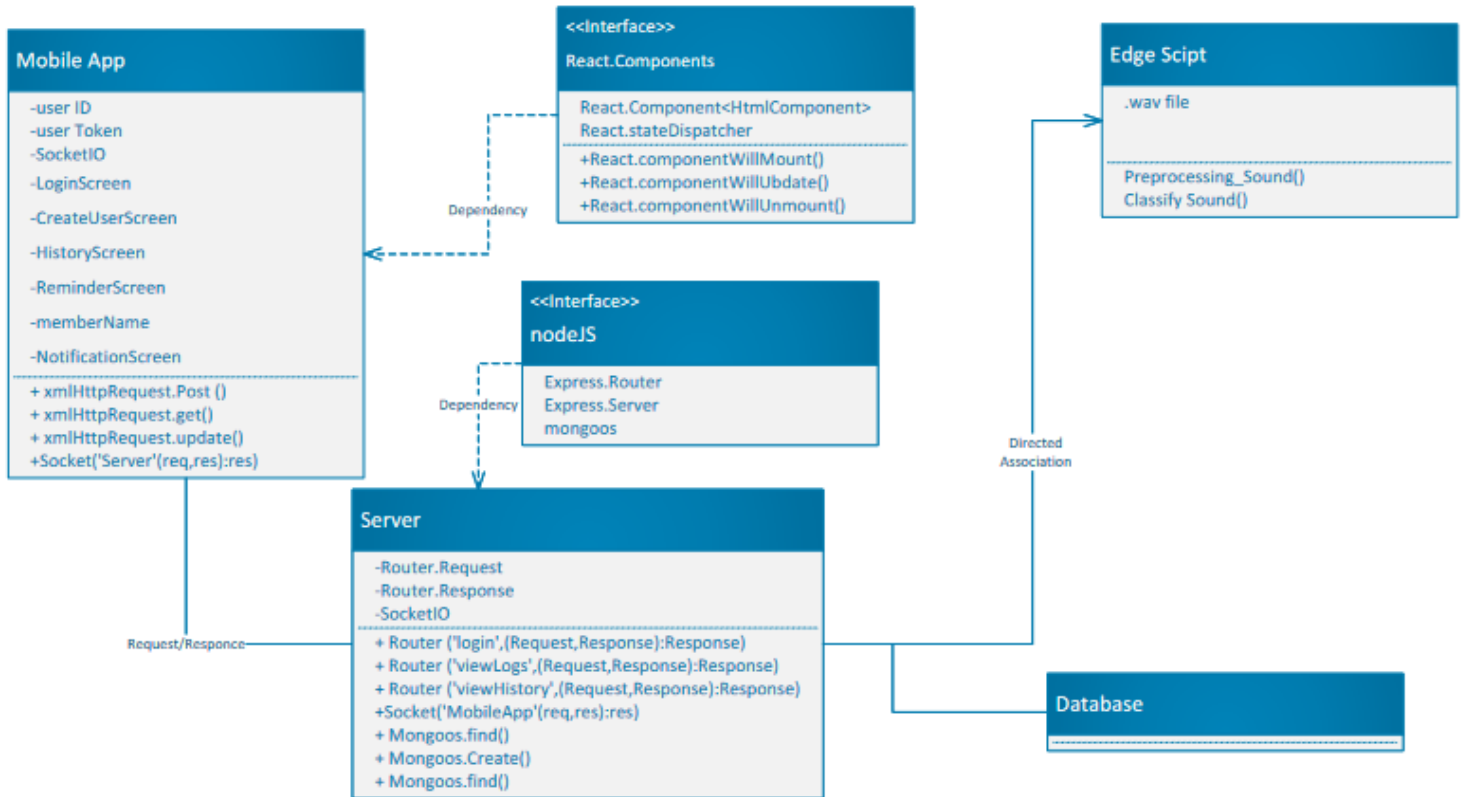 Mobile App
-user ID
-user Token
-SocketIO
-LoginScreen
-CreateUserScreen
-HistoryScreen
-ReminderScreen
-memberName
-NotificationScreen
+ xmlHttpRequest.Post ()
+ xmlHttpRequest.get()
+ xmlHttpRequest.update()
+Socket('Server'(req,res):res)
<<Interface>>
React.Components
React.Component<HtmlComponent>
React.stateDispatcher
+React.componentWillMount()
+React.componentWillUbdate()
+React.componentWillUnmount()
Dependency
Edge Scipt
.wav file
Preprocessing_Sound()
Classify Sound()
<<Interface>>
nodeJS
Express.Router
Express.Server
mongoos
Dependency
Directed
Association
Server
-Router.Request
-Router.Response
-SocketIO
+ Router ('login',(Request,Response):Response)
+ Router ('viewLogs',(Request,Response):Response)
+ Router ('viewHistory',(Request,Response):Response)
+Socket('MobileApp'(req,res):res)
+ Mongoos.find()
+ Mongoos.Create()
+ Mongoos.find()
Request/Responce
Database